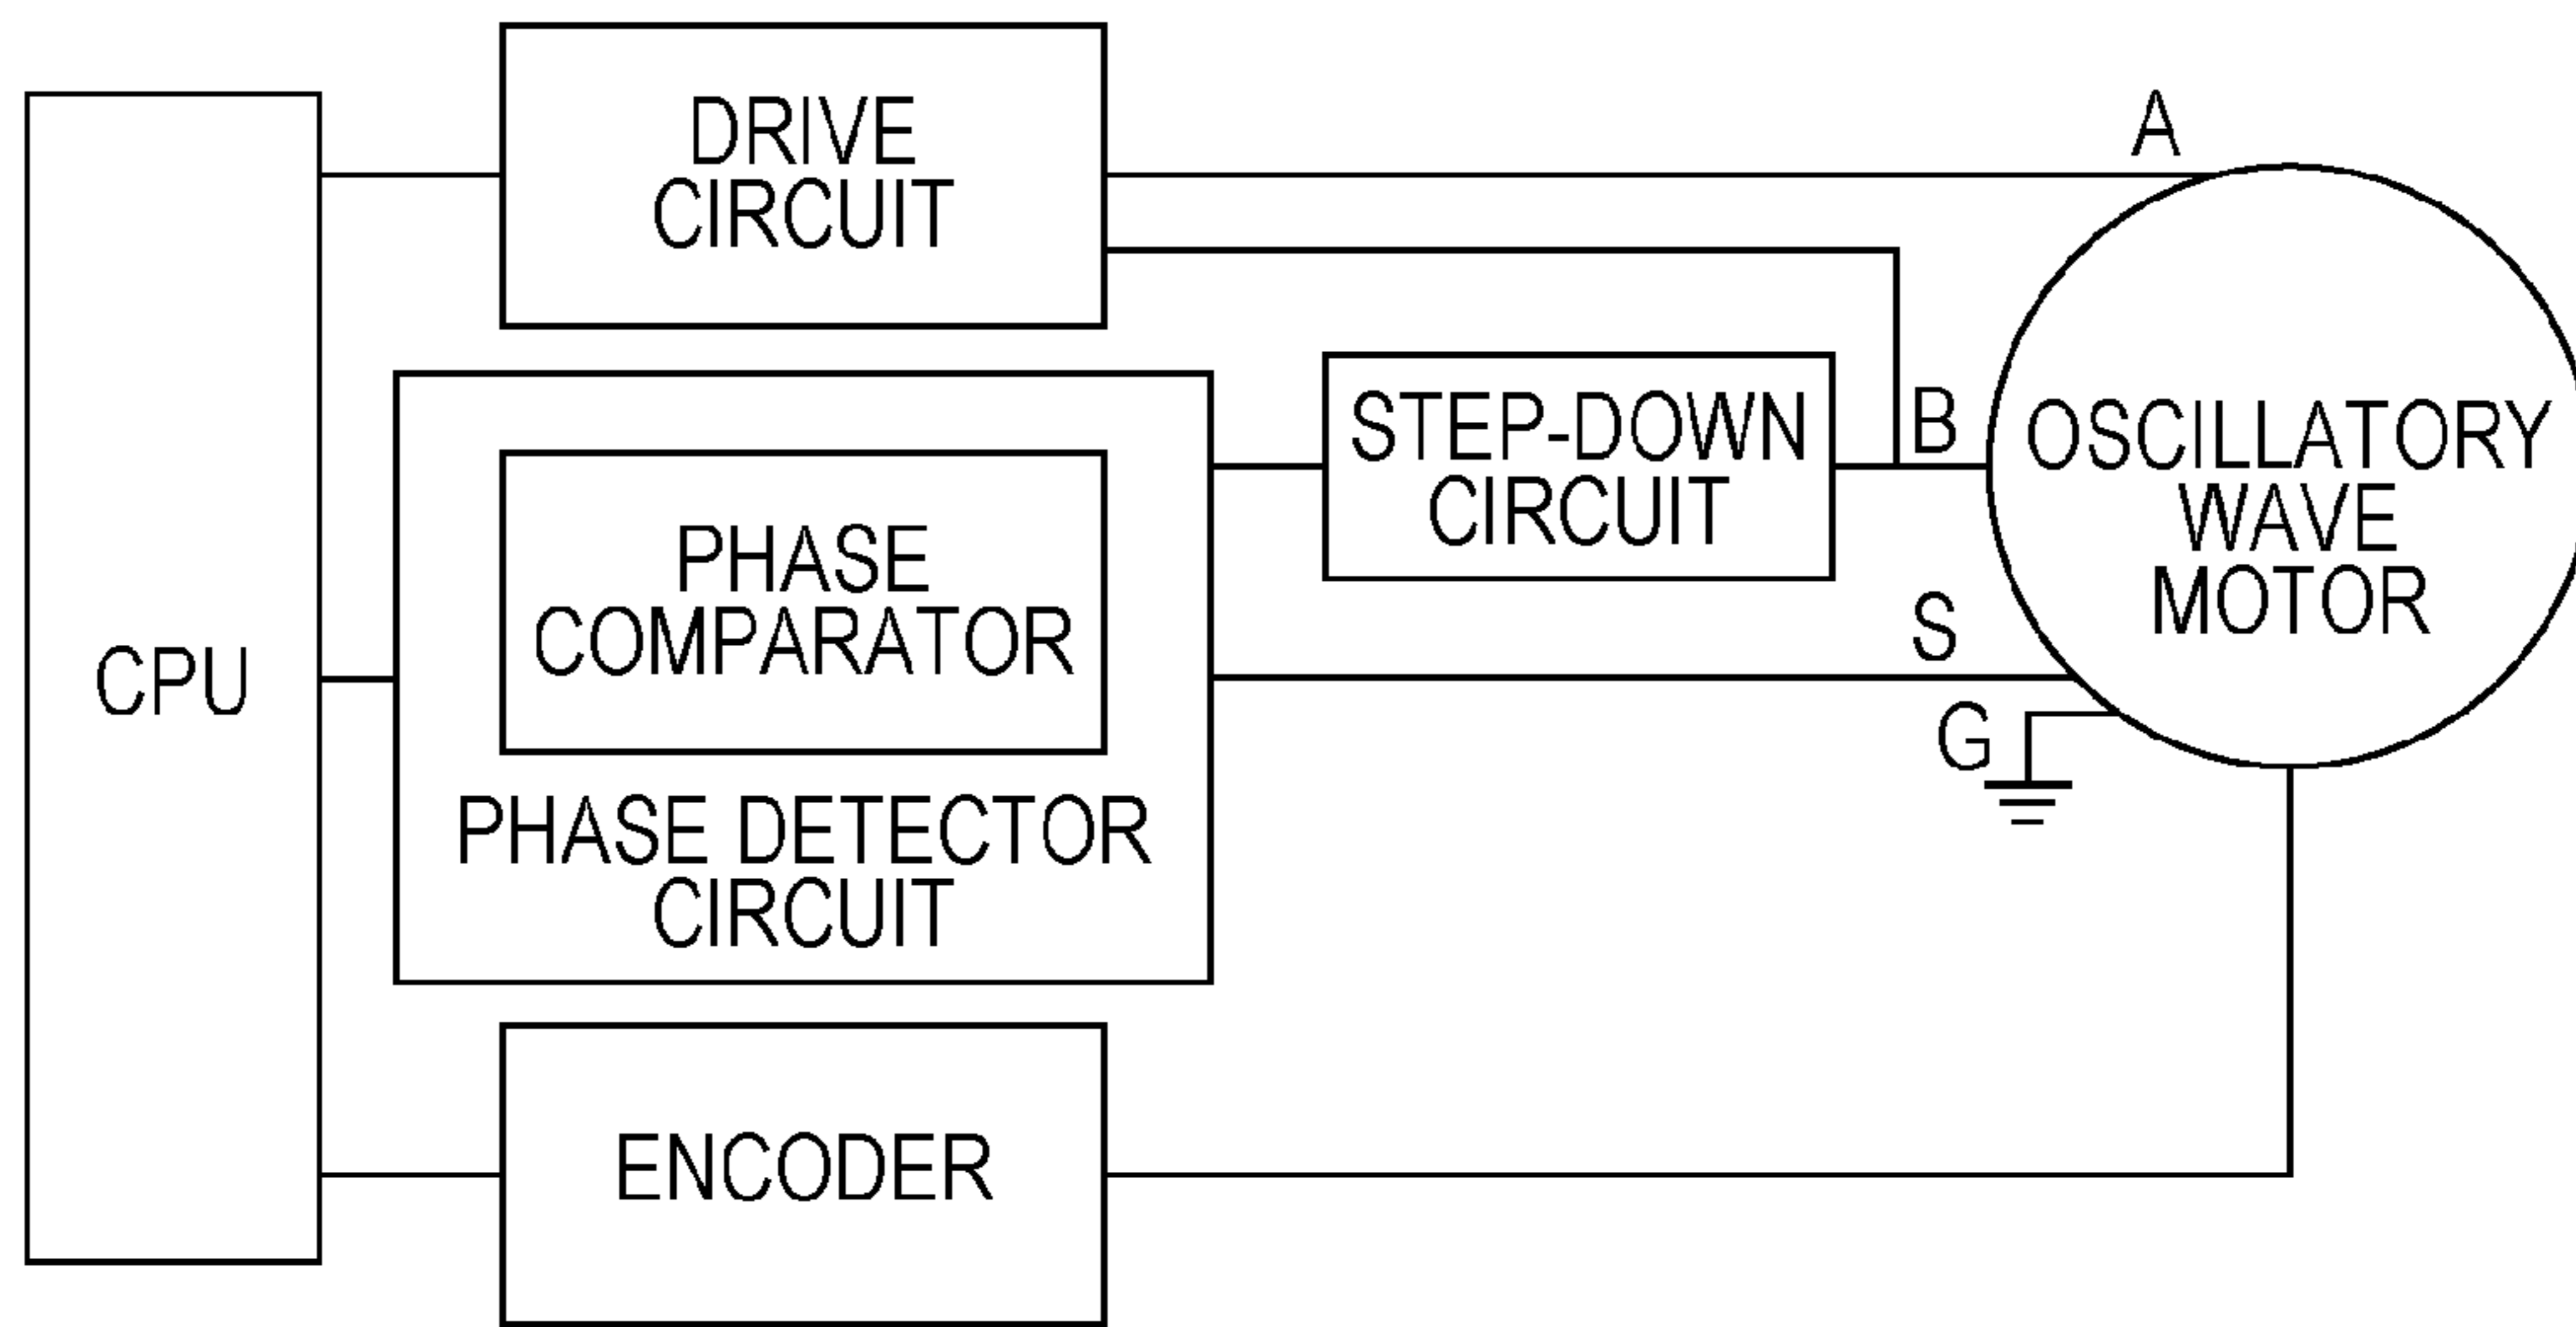 DRIVE
CIRCUIT
A
CPU
PHASE
COMPARATOR
PHASE DETECTOR
CIRCUIT
STEP-DOWN
CIRCUIT
B
S
G
OSCILLATORY
WAVE
MOTOR
ENCODER